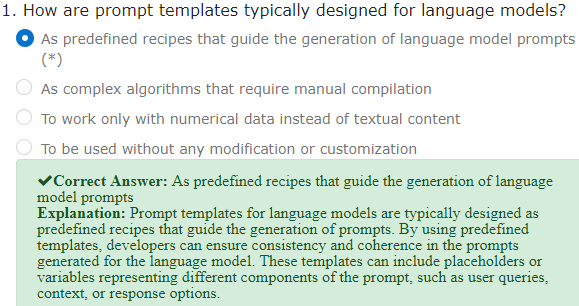 1. How are prompt templates typically designed for language models?
As predefined recipes that guide the generation of language model prompts
(*)
As complex algorithms that require manual compilation
To work only with numerical data instead of textual content
To be used without any modification or customization
✔Correct Answer: As predefined recipes that guide the generation of language
model prompts
Explanation: Prompt templates for language models are typically designed as
predefined recipes that guide the generation of prompts. By using predefined
templates, developers can ensure consistency and coherence in the prompts
generated for the language model. These templates can include placeholders or
variables representing different components of the prompt, such as user queries,
context, or response options.